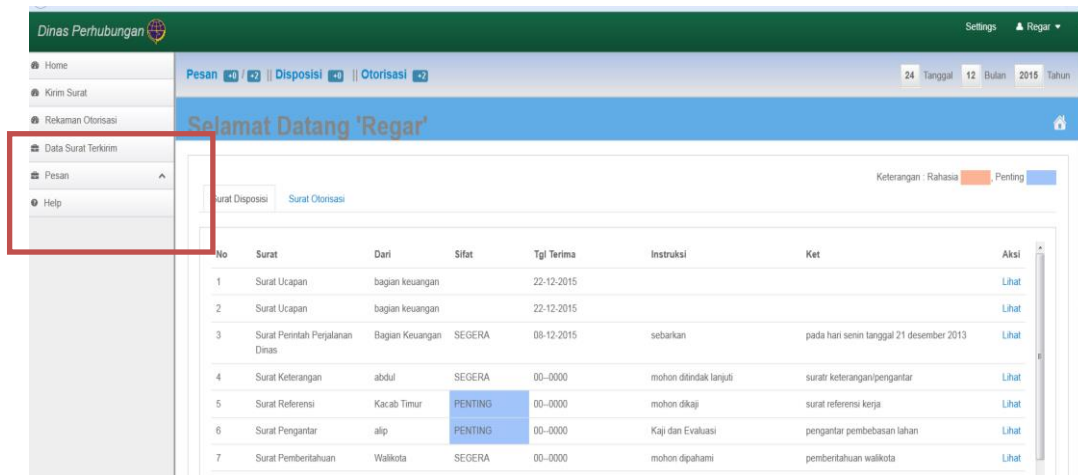 Dinas Perhubungan
Settings Regar
Home
Kirim Surat
Rekaman Otorisasi
Data Surat Terkirim
Pesan
Help
Pesan +0 / +2 || Disposisi +0 || Otorisasi +2
24 Tanggal 12 Bulan 2015 Tahun
Selamat Datang 'Regar'
Keterangan : Rahasia , Penting
Surat Disposisi Surat Otorisasi
No Surat Dari Sifat Tgl Terima Instruksi Ket Aksi
1 Surat Ucapan bagian keuangan 22-12-2015 Lihat
2 Surat Ucapan bagian keuangan 22-12-2015 Lihat
3 Surat Perintah Perjalanan Bagian Keuangan SEGERA 08-12-2015 sebarkan pada hari senin tanggal 21 desember 2013 Lihat
Dinas
4 Surat Keterangan abdul SEGERA 00--0000 mohon ditindak lanjuti suratr keterangan/pengantar Lihat
5 Surat Referensi Kacab Timur PENTING 00--0000 mohon dikaji surat referensi kerja Lihat
6 Surat Pengantar alip PENTING 00--0000 Kaji dan Evaluasi pengantar pembebasan lahan Lihat
7 Surat Pemberitahuan Walikota SEGERA 00--0000 mohon dipahami pemberitahuan walikota Lihat